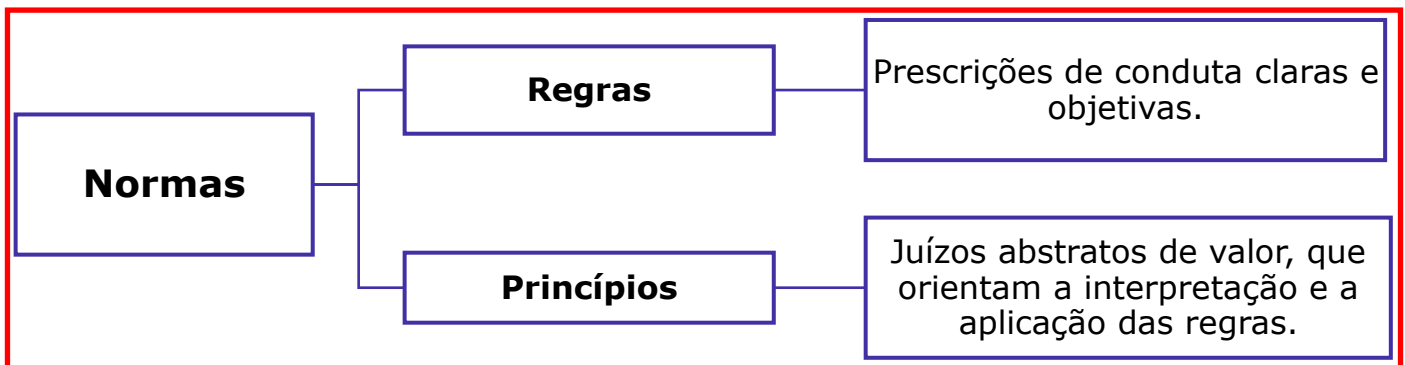 Normas
Regras
Prescrições de conduta claras e
objetivas.
Princípios
Juízos abstratos de valor, que
orientam a interpretação e a
aplicação das regras.